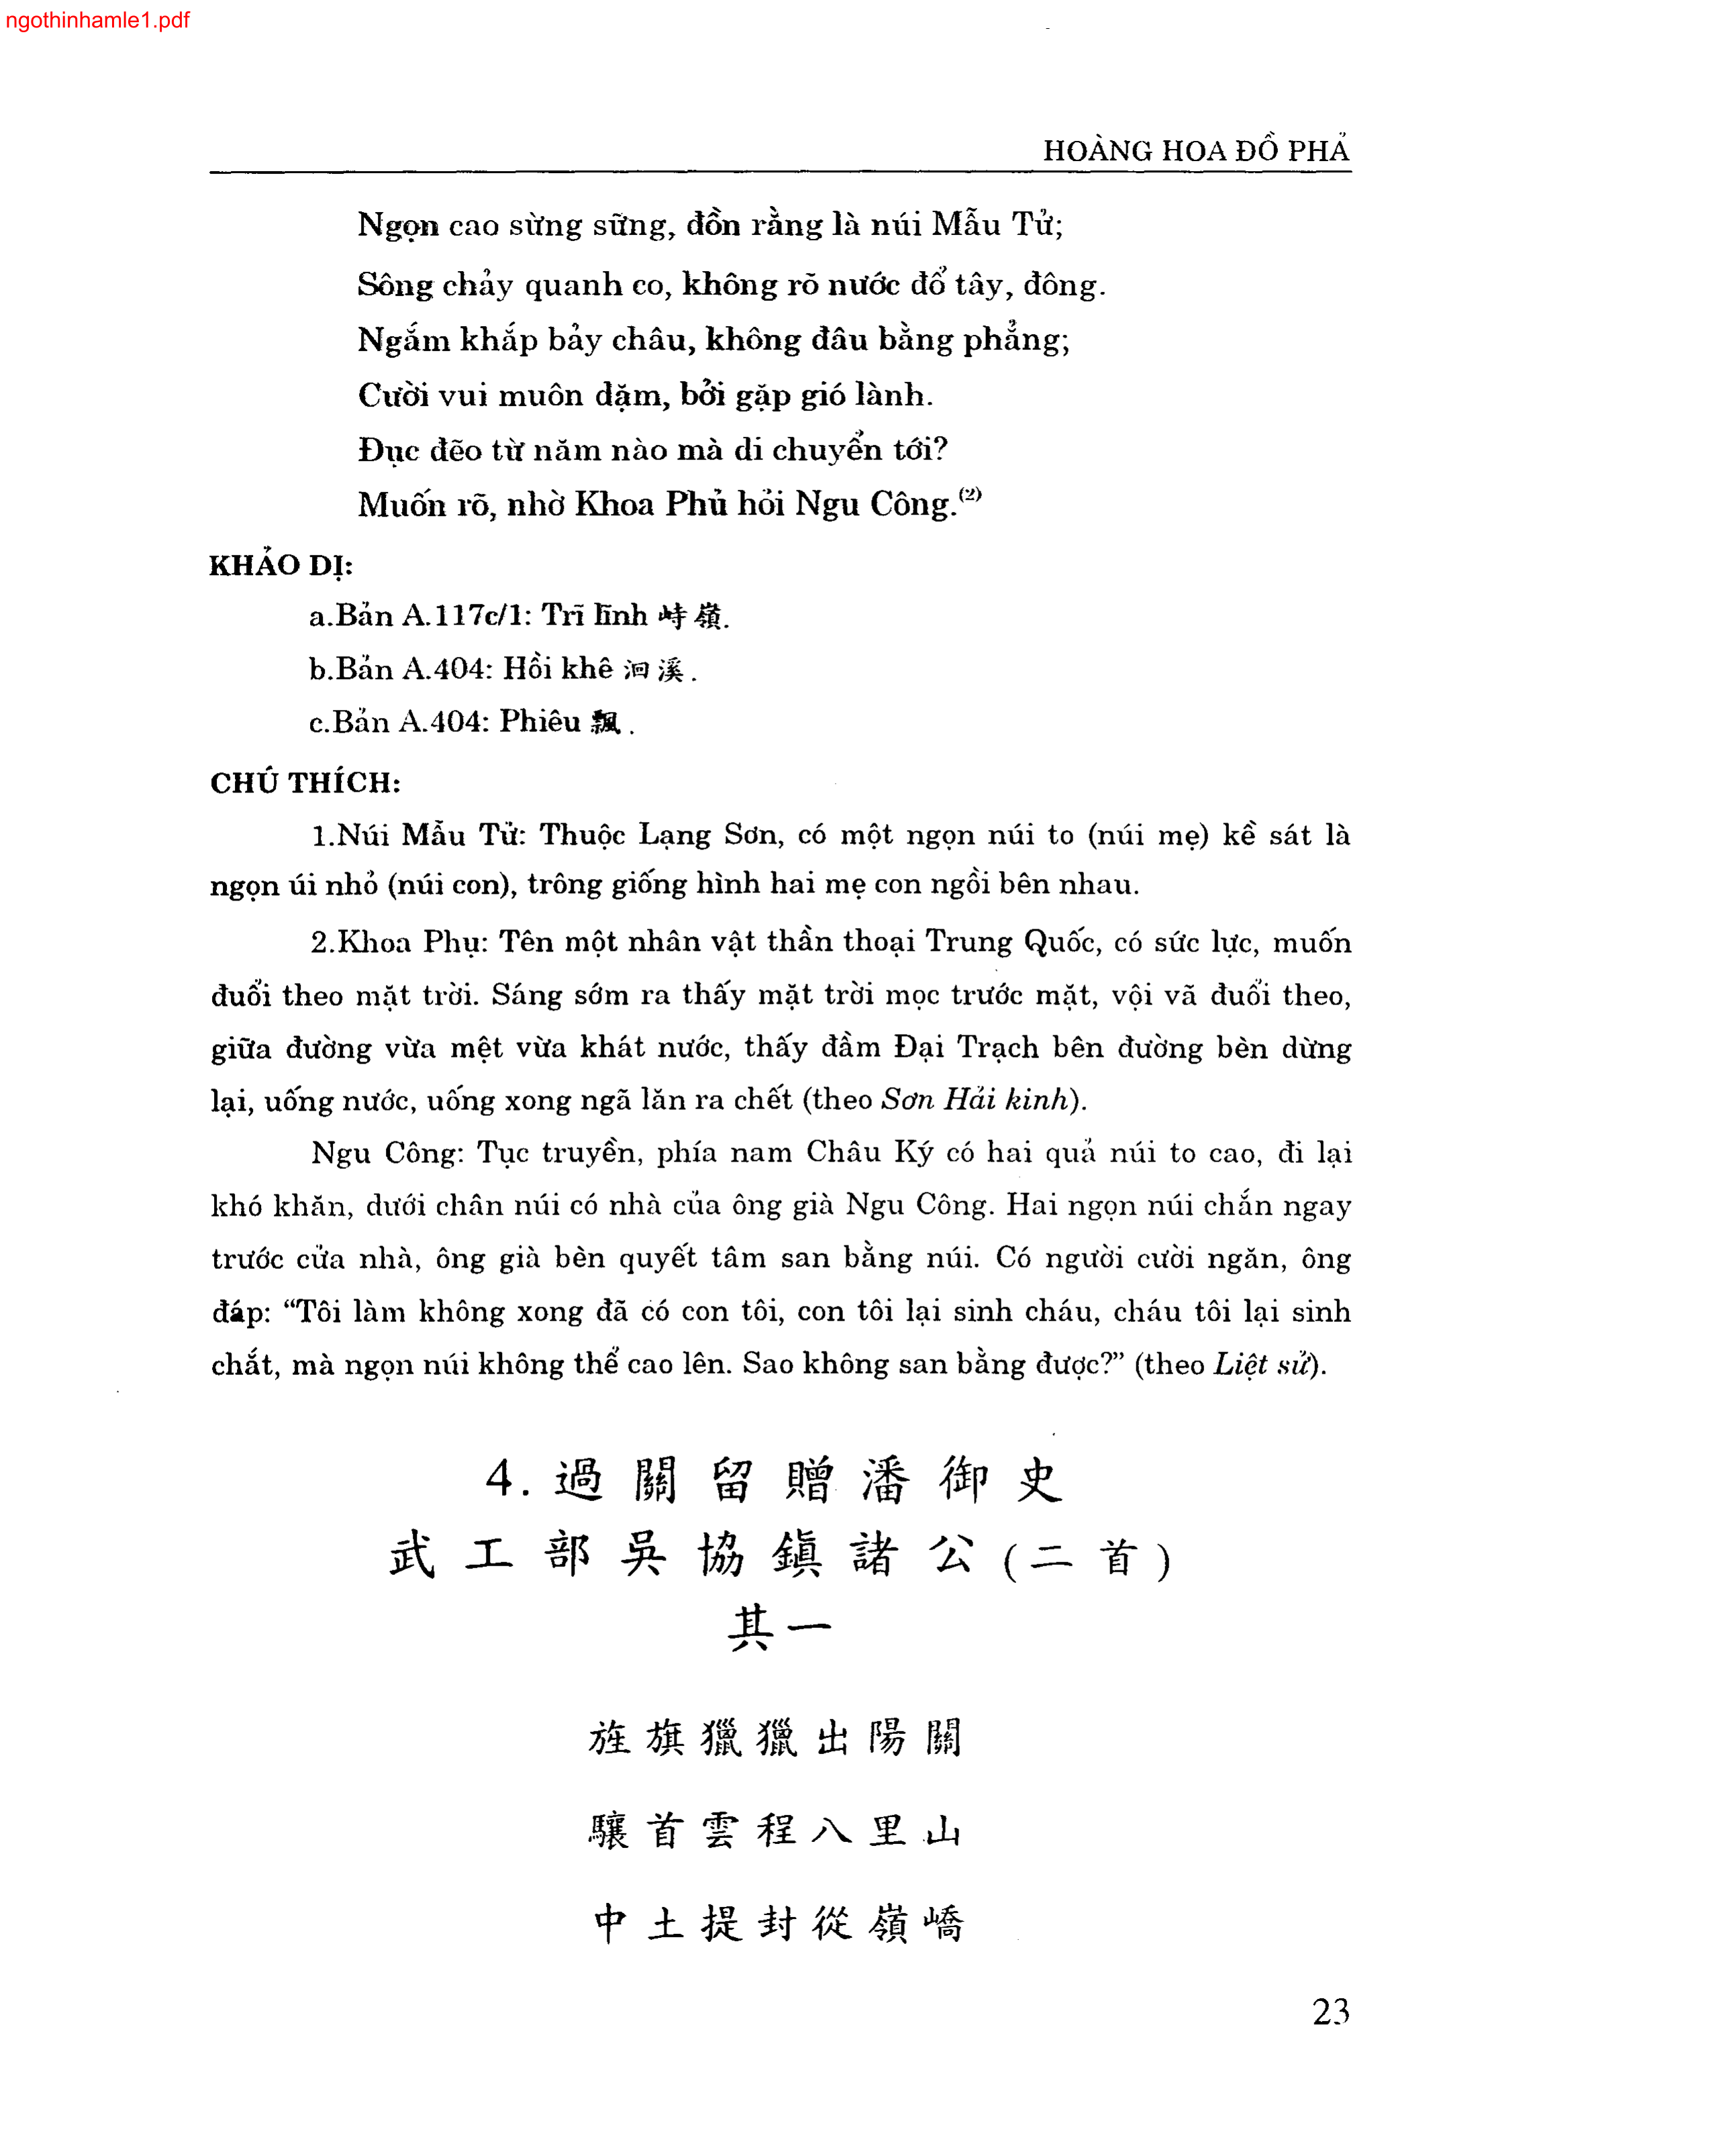 ngothinhamle1.pdf
HOÀNG HOA ĐỒ PHẢ
Ngọn cao sừng sững, đồn rằng là núi Mẫu Tử;
Sông chảy quanh co, không rõ nước đổ tây, đông.
Ngắm khắp bảy châu, không đâu bằng phẳng;
Cười vui muôn dặm, bởi gặp gió lành.
Đục đẽo từ năm nào mà di chuyển tới?
Muốn rõ, nhờ Khoa Phủ hỏi Ngu Công.(2)
KHẢO DỊ:
a.Bản A.117c/1: Trĩ lĩnh 峙嶺.
b.Bản A.404: Hồi khê 洄溪.
c.Bản A.404: Phiêu 飄.
CHÚ THÍCH:
1.Núi Mẫu Tử: Thuộc Lạng Sơn, có một ngọn núi to (núi mẹ) kề sát là
ngọn úi nhỏ (núi con), trông giống hình hai mẹ con ngồi bên nhau.
2.Khoa Phụ: Tên một nhân vật thần thoại Trung Quốc, có sức lực, muốn
đuổi theo mặt trời. Sáng sớm ra thấy mặt trời mọc trước mặt, vội vã đuổi theo,
giữa đường vừa mệt vừa khát nước, thấy đầm Đại Trạch bên đường bèn dừng
lại, uống nước, uống xong ngã lăn ra chết (theo Sơn Hải kinh).
Ngu Công: Tục truyền, phía nam Châu Ký có hai quả núi to cao, đi lại
khó khăn, dưới chân núi có nhà của ông già Ngu Công. Hai ngọn núi chắn ngay
trước cửa nhà, ông già bèn quyết tâm san bằng núi. Có người cười ngăn, ông
đáp: “Tôi làm không xong đã có con tôi, con tôi lại sinh cháu, cháu tôi lại sinh
chắt, mà ngọn núi không thể cao lên. Sao không san bằng được?” (theo Liệt sử).
4. 過關留贈潘御史
武工部吳協鎭諸公(二首)
其一
旌旗獵獵出陽關
驤首雲程八里山
中土提封從嶺嶠
23